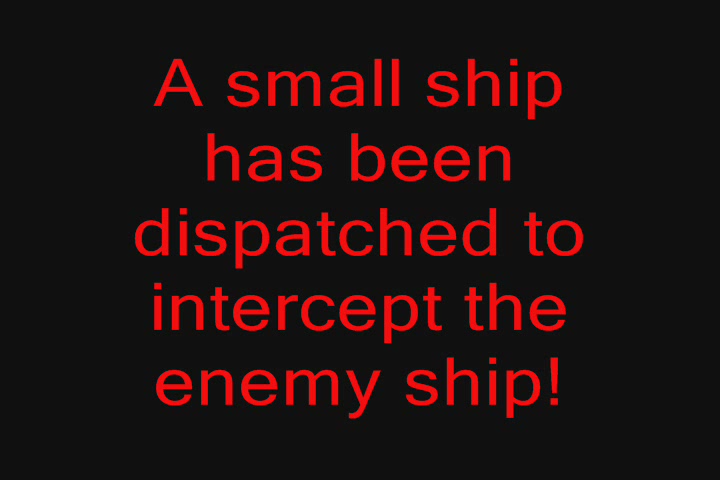 A small ship
has been
dispatched to
intercept the
enemy ship!